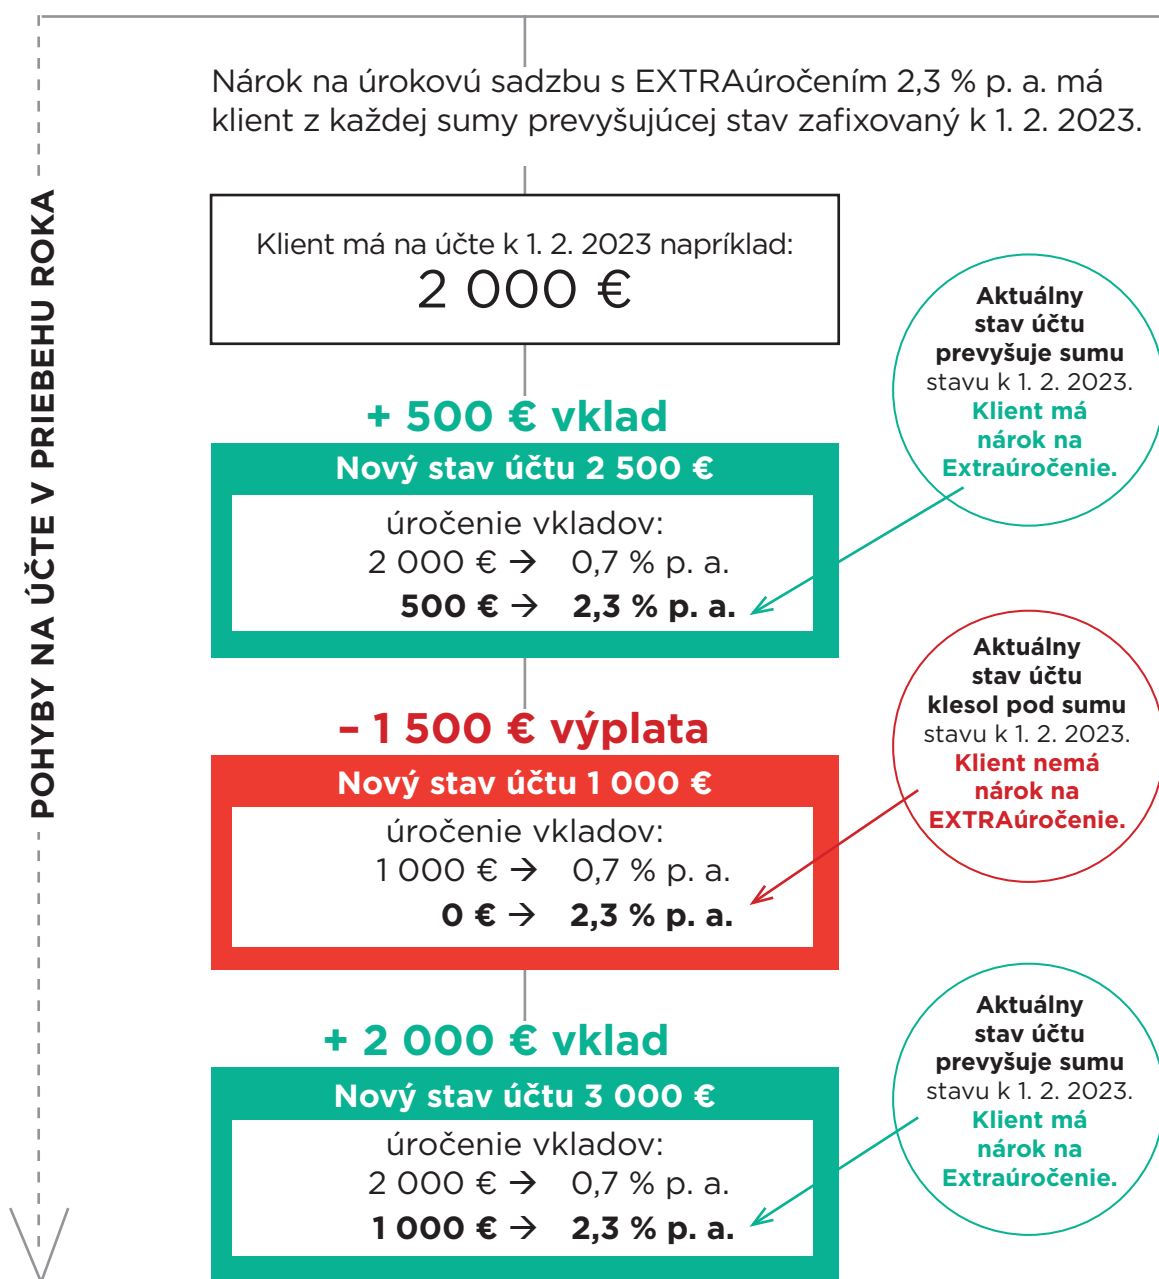 POHYBY NA ÚČTE V PRIEBEHU ROKA
Nárok na úrokovú sadzbu s EXTRAúročením 2,3 % p. a. má
klient z každej sumy prevyšujúcej stav zafixovaný k 1. 2. 2023.
Klient má na účte k 1. 2. 2023 napríklad:
2 000 €
+ 500 € vklad
Nový stav účtu 2 500 €
úročenie vkladov:
2 000 € → 0,7 % p. a.
500 € → 2,3 % p. a.
Aktuálny
stav účtu
prevyšuje sumu
stavu k 1. 2. 2023.
Klient má
nárok na
Extraúročenie.
– 1 500 € výplata
Nový stav účtu 1 000 €
úročenie vkladov:
1 000 € → 0,7 % p. a.
0 € → 2,3 % p. a.
Aktuálny
stav účtu
klesol pod sumu
stavu k 1. 2. 2023.
Klient nemá
nárok na
EXTRAúročenie.
+ 2 000 € vklad
Nový stav účtu 3 000 €
úročenie vkladov:
2 000 € → 0,7 % p. a.
1 000 € → 2,3 % p. a.
Aktuálny
stav účtu
prevyšuje sumu
stavu k 1. 2. 2023.
Klient má
nárok na
Extraúročenie.